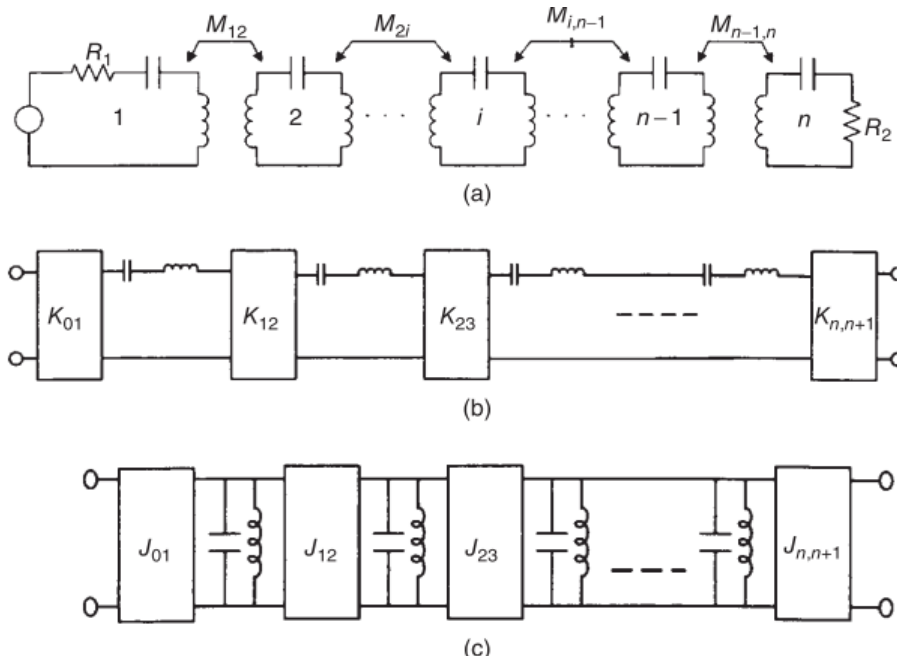 M12
M2i
Mi,n−1
Mn−1,n
R1
1
2
· · ·
i
· · ·
n−1
n
R2
(a)
K01
K12
K23
Kn,n+1
(b)
J01
J12
J23
Jn,n+1
(c)